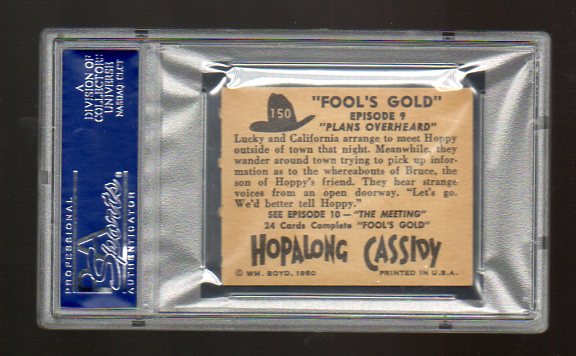 A
DIVISION OF
COLLECTORS
UNIVERSE
NASDAQ: CLCT
PROFESSIONAL
PSA
Sports
AUTHENTICATOR
150
"FOOL'S GOLD"
EPISODE 9
"PLANS OVERHEARD"
Lucky and California arrange to meet Hoppy
outside of town that night. Meanwhile, they
wander around town trying to pick up infor-
mation as to the whereabouts of Bruce, the
son of Hoppy's friend. They hear strange
voices from an open doorway. "Let's go.
We'd better tell Hoppy."
SEE EPISODE 10 — "THE MEETING"
24 Cards Complete "FOOL'S GOLD"
HOPALONG CASSIDY
© WM. BOYD, 1950
PRINTED IN U.S.A.